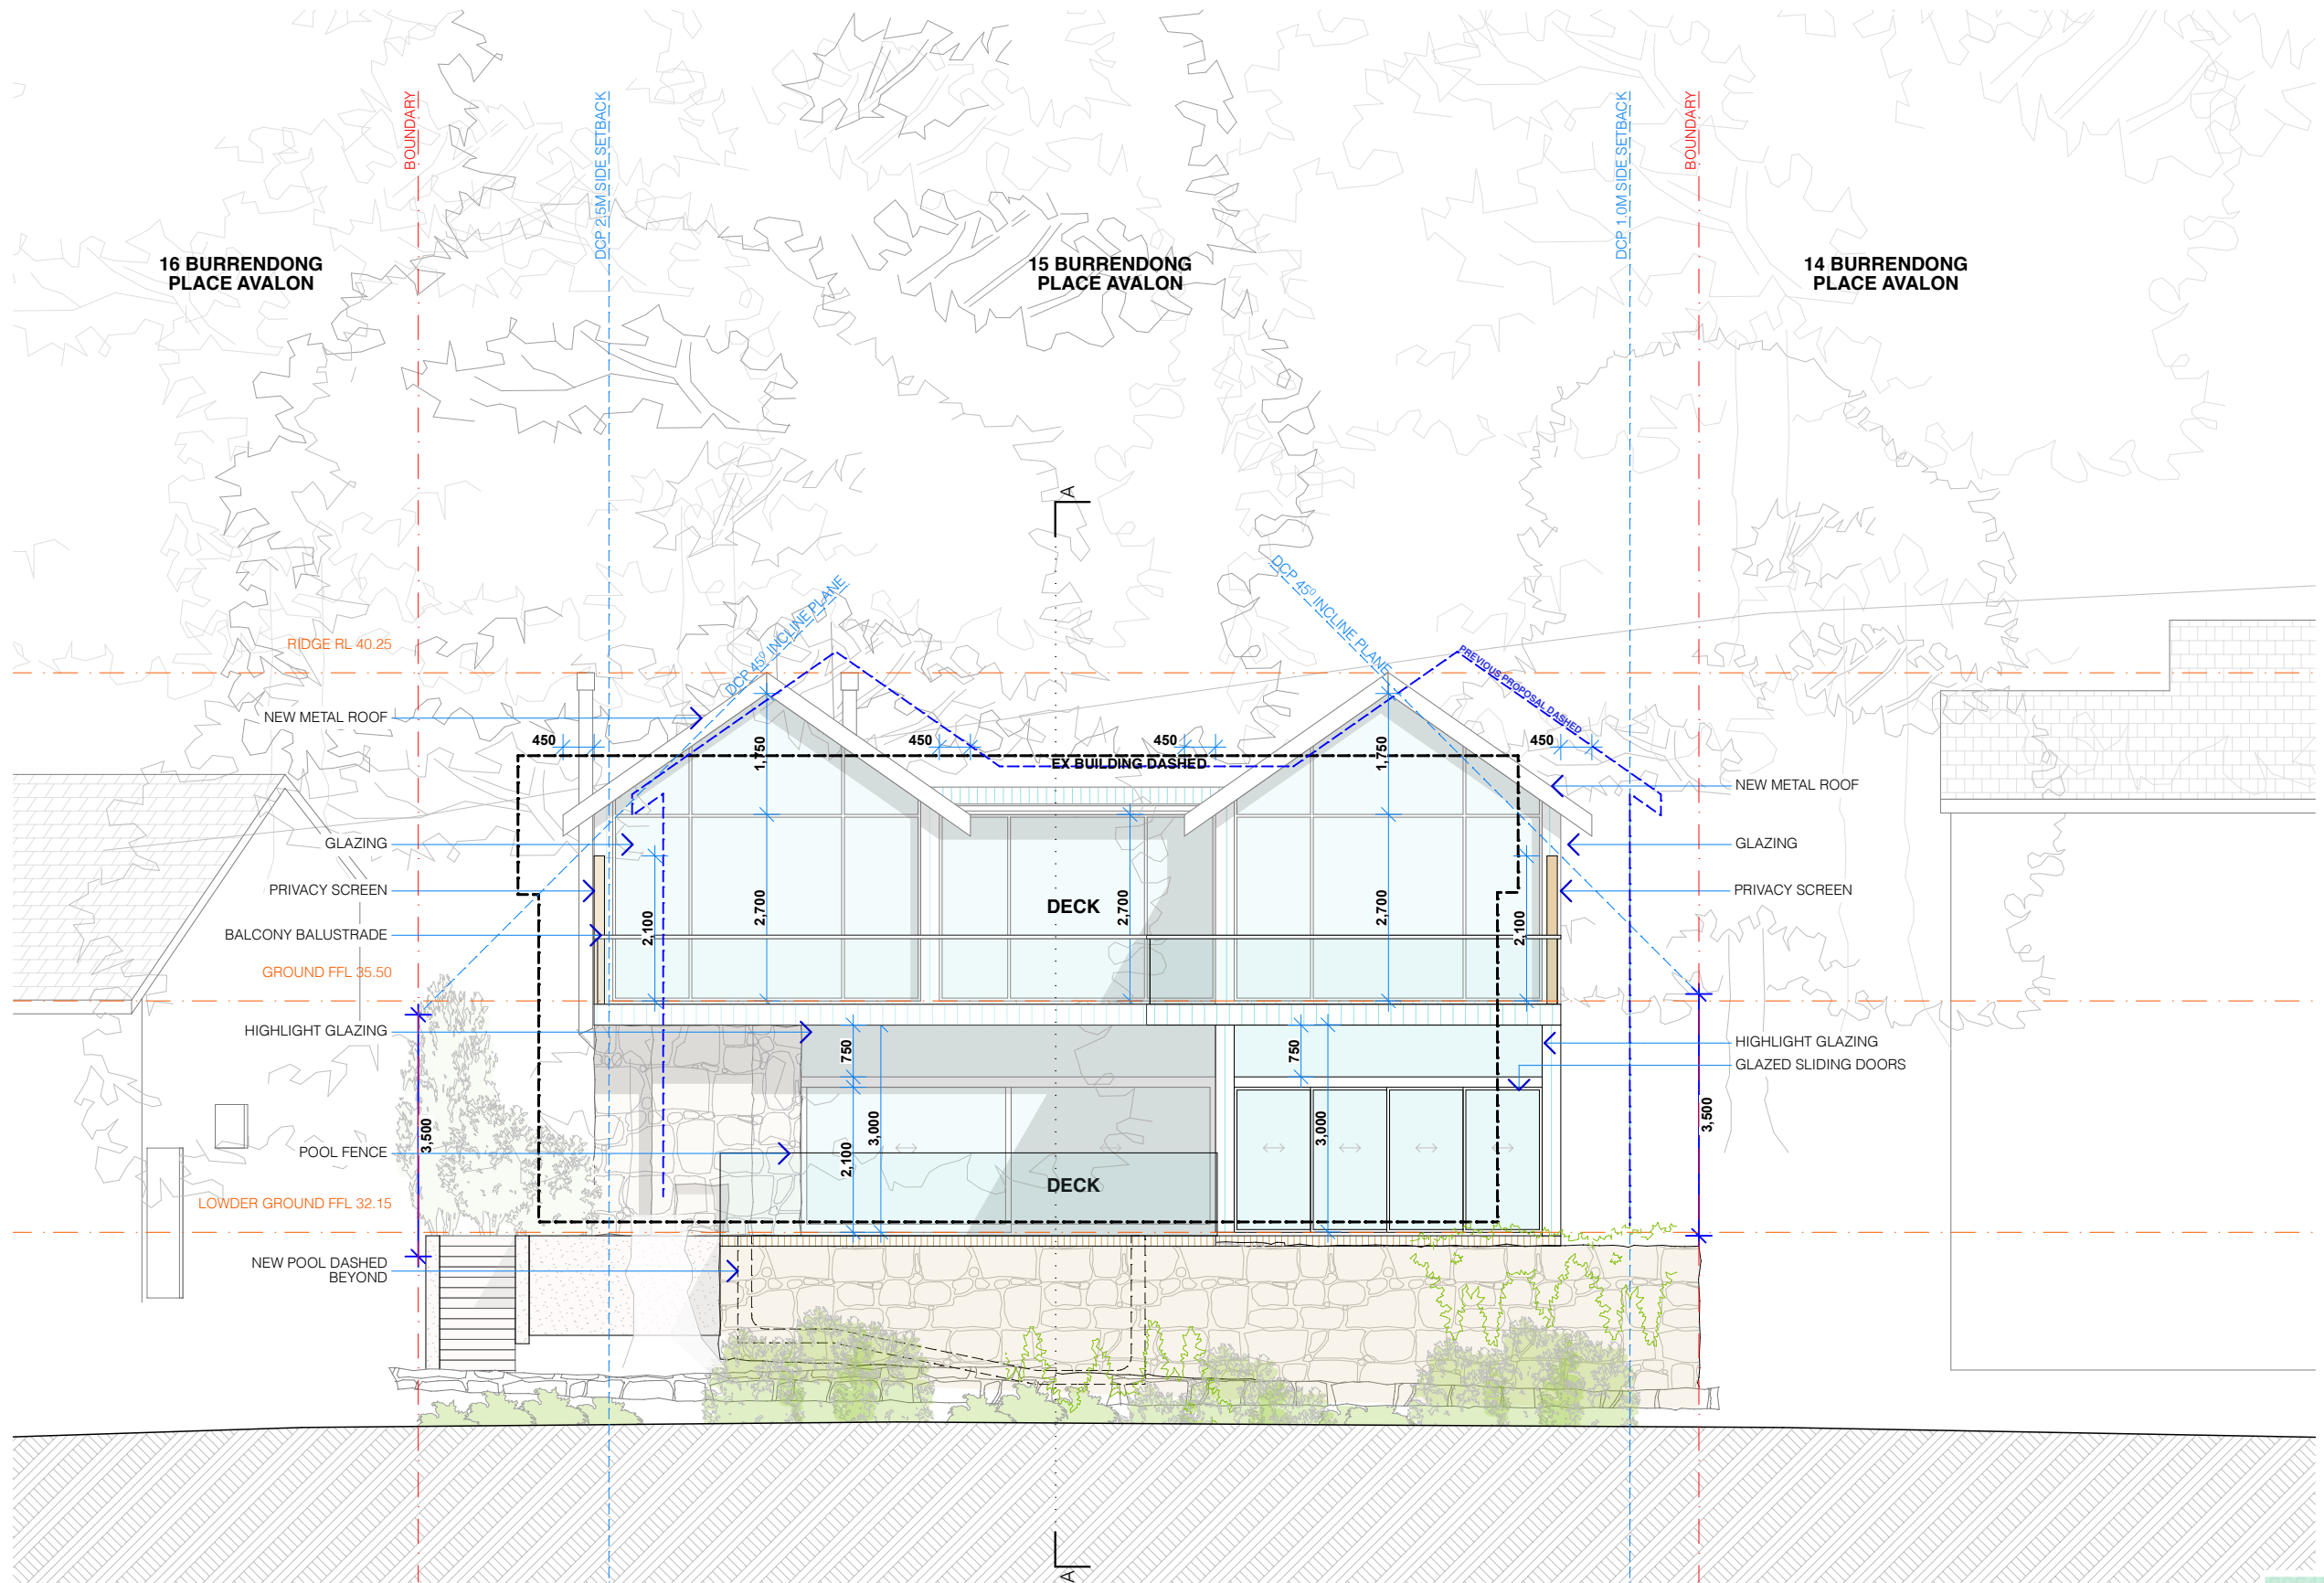 BOUNDARY
DCP 2.5M SIDE SETBACK
DCP 1.0M SIDE SETBACK
BOUNDARY
16 BURRENDONG
PLACE AVALON
15 BURRENDONG
PLACE AVALON
14 BURRENDONG
PLACE AVALON
A
DCP 45⁰ INCLINE PLANE
DCP 45⁰ INCLINE PLANE
RIDGE RL 40.25
PREVIOUS PROPOSAL DASHED
NEW METAL ROOF
450
450
450
450
1,750
1,750
EX BUILDING DASHED
NEW METAL ROOF
GLAZING
GLAZING
PRIVACY SCREEN
PRIVACY SCREEN
2,100
2,700
DECK
2,700
2,700
2,100
BALCONY BALUSTRADE
GROUND FFL 35.50
HIGHLIGHT GLAZING
750
750
HIGHLIGHT GLAZING
GLAZED SLIDING DOORS
3,500
2,100
3,000
3,000
3,500
POOL FENCE
DECK
LOWDER GROUND FFL 32.15
NEW POOL DASHED
BEYOND
A